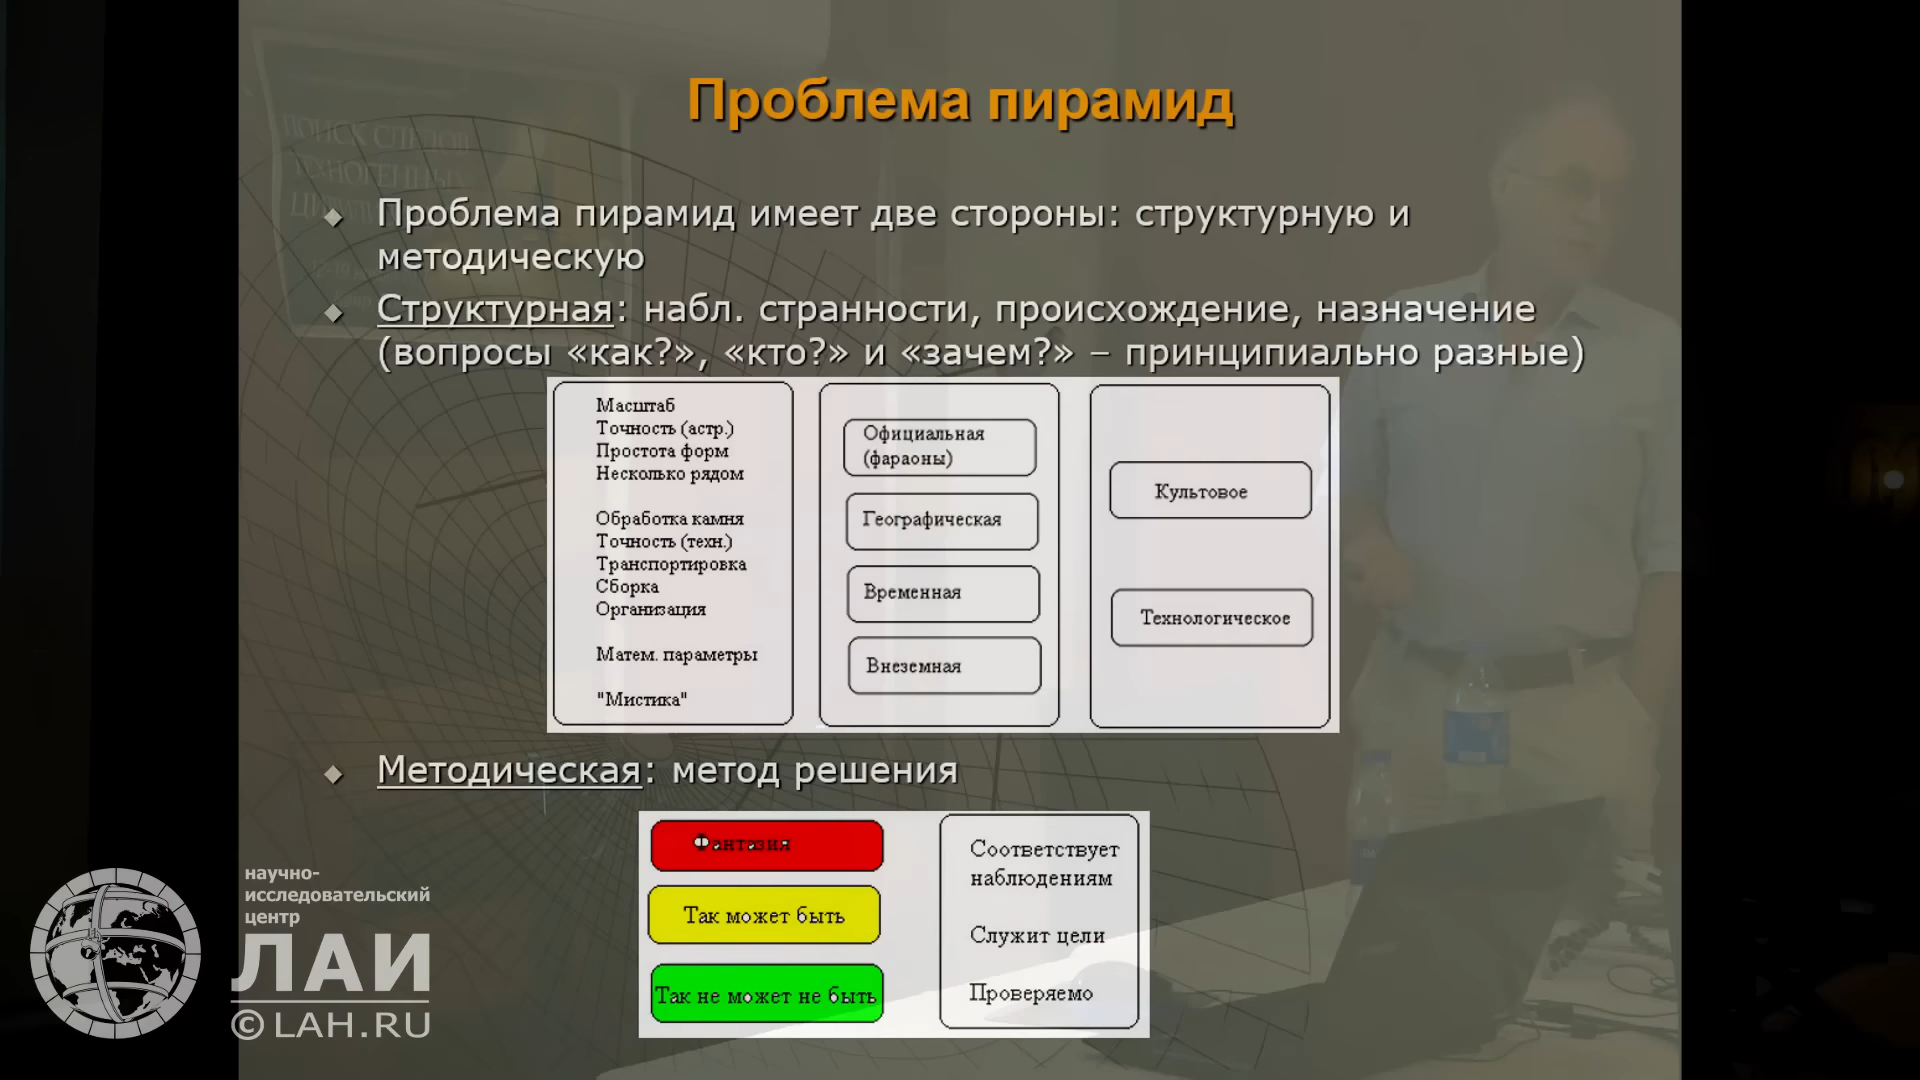 Проблема пирамид
Проблема пирамид имеет две стороны: структурную и
методическую
Структурная: набл. странности, происхождение, назначение
(вопросы «как?», «кто?» и «зачем?» – принципиально разные)
Масштаб
Точность (астр.)
Простота форм
Несколько рядом
Обработка камня
Точность (техн.)
Транспортировка
Сборка
Организация
Матем. параметры
"Мистика"
Официальная
(фараоны)
Географическая
Временная
Внеземная
Культовое
Технологическое
Методическая: метод решения
Фантазия
Так может быть
Так не может не быть
Соответствует
наблюдениям
Служит цели
Проверяемо
научно-
исследовательский
центр
ЛАИ
© LAH.RU
ПОИСК СЛЕДОВ
ТЕХНОГЕННЫХ